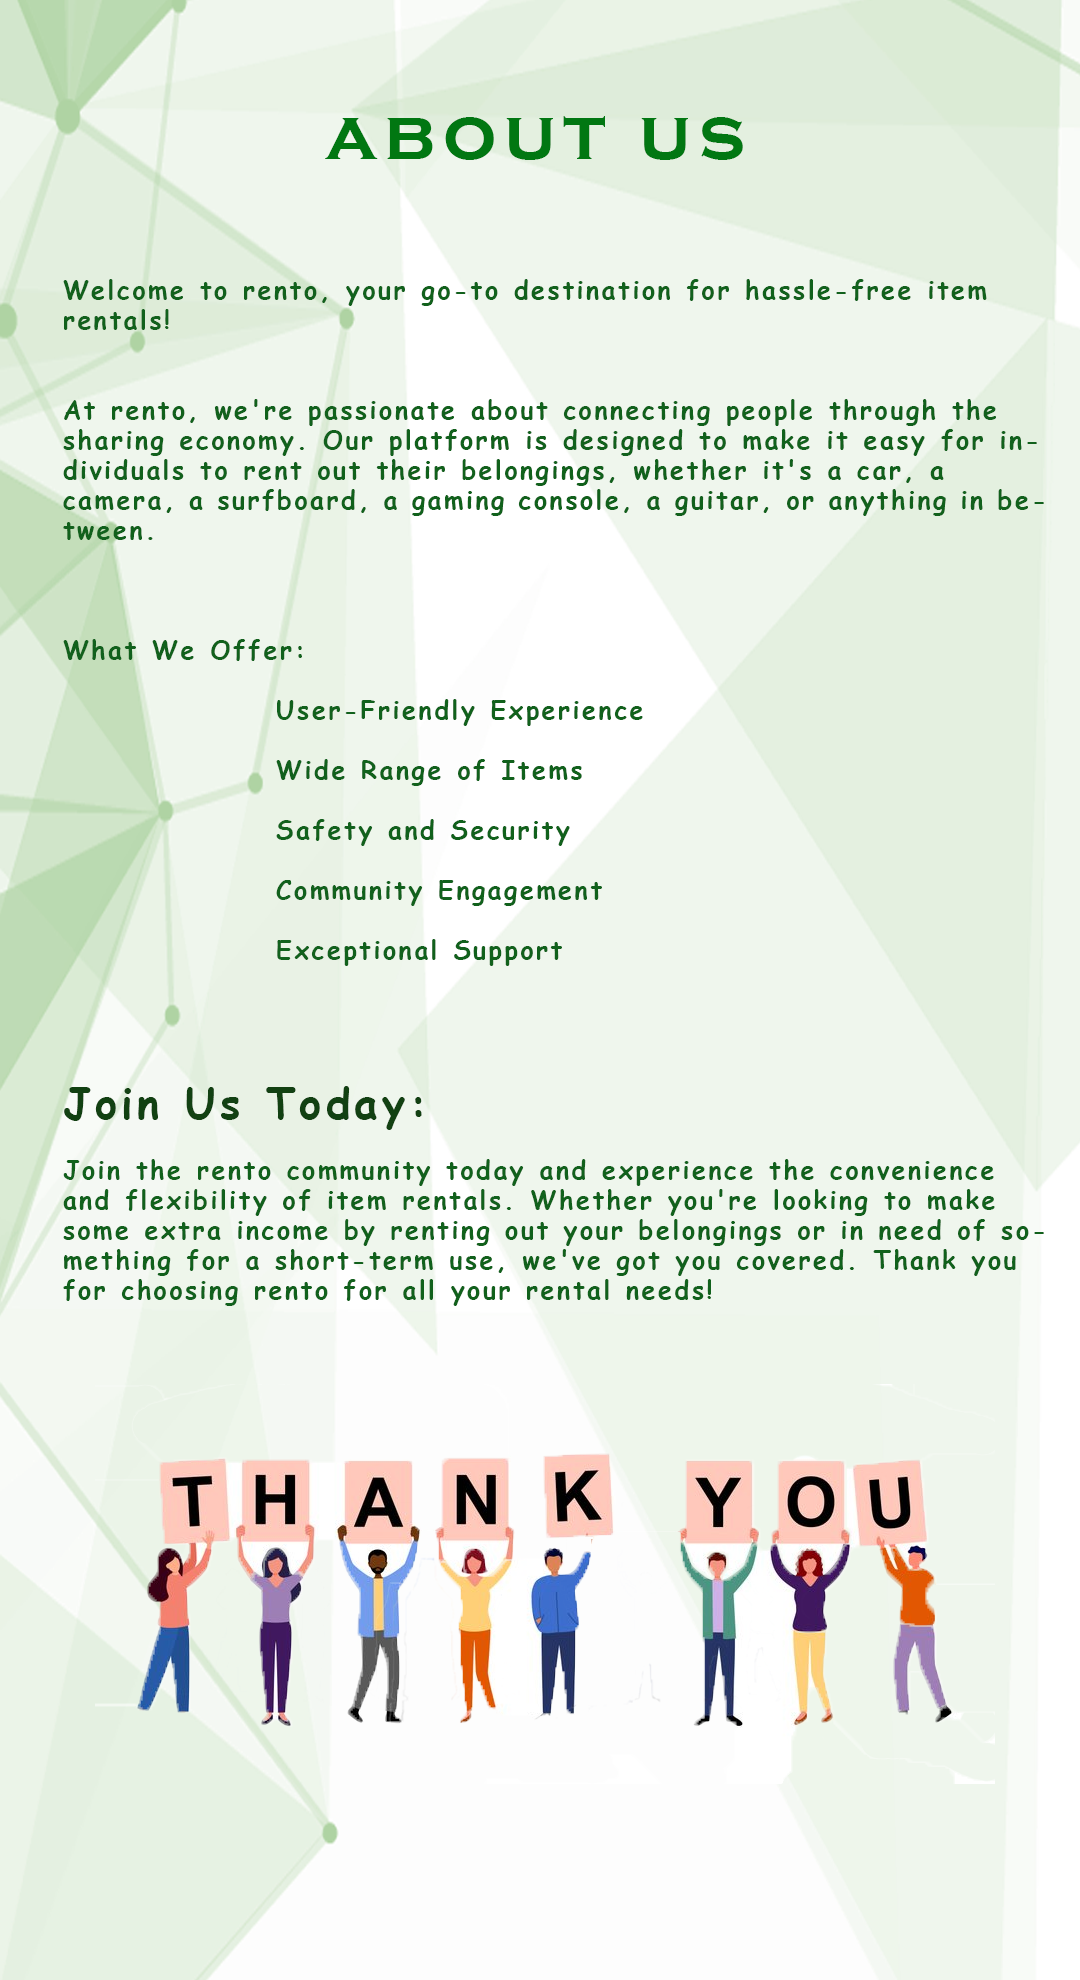 ABOUT US
Welcome to rento, your go-to destination for hassle-free item
rentals!
At rento, we're passionate about connecting people through the
sharing economy. Our platform is designed to make it easy for in-
dividuals to rent out their belongings, whether it's a car, a
camera, a surfboard, a gaming console, a guitar, or anything in be-
tween.
What We Offer:
User-Friendly Experience
Wide Range of Items
Safety and Security
Community Engagement
Exceptional Support
Join Us Today:
Join the rento community today and experience the convenience
and flexibility of item rentals. Whether you're looking to make
some extra income by renting out your belongings or in need of so-
mething for a short-term use, we've got you covered. Thank you
for choosing rento for all your rental needs!
THANK YOU